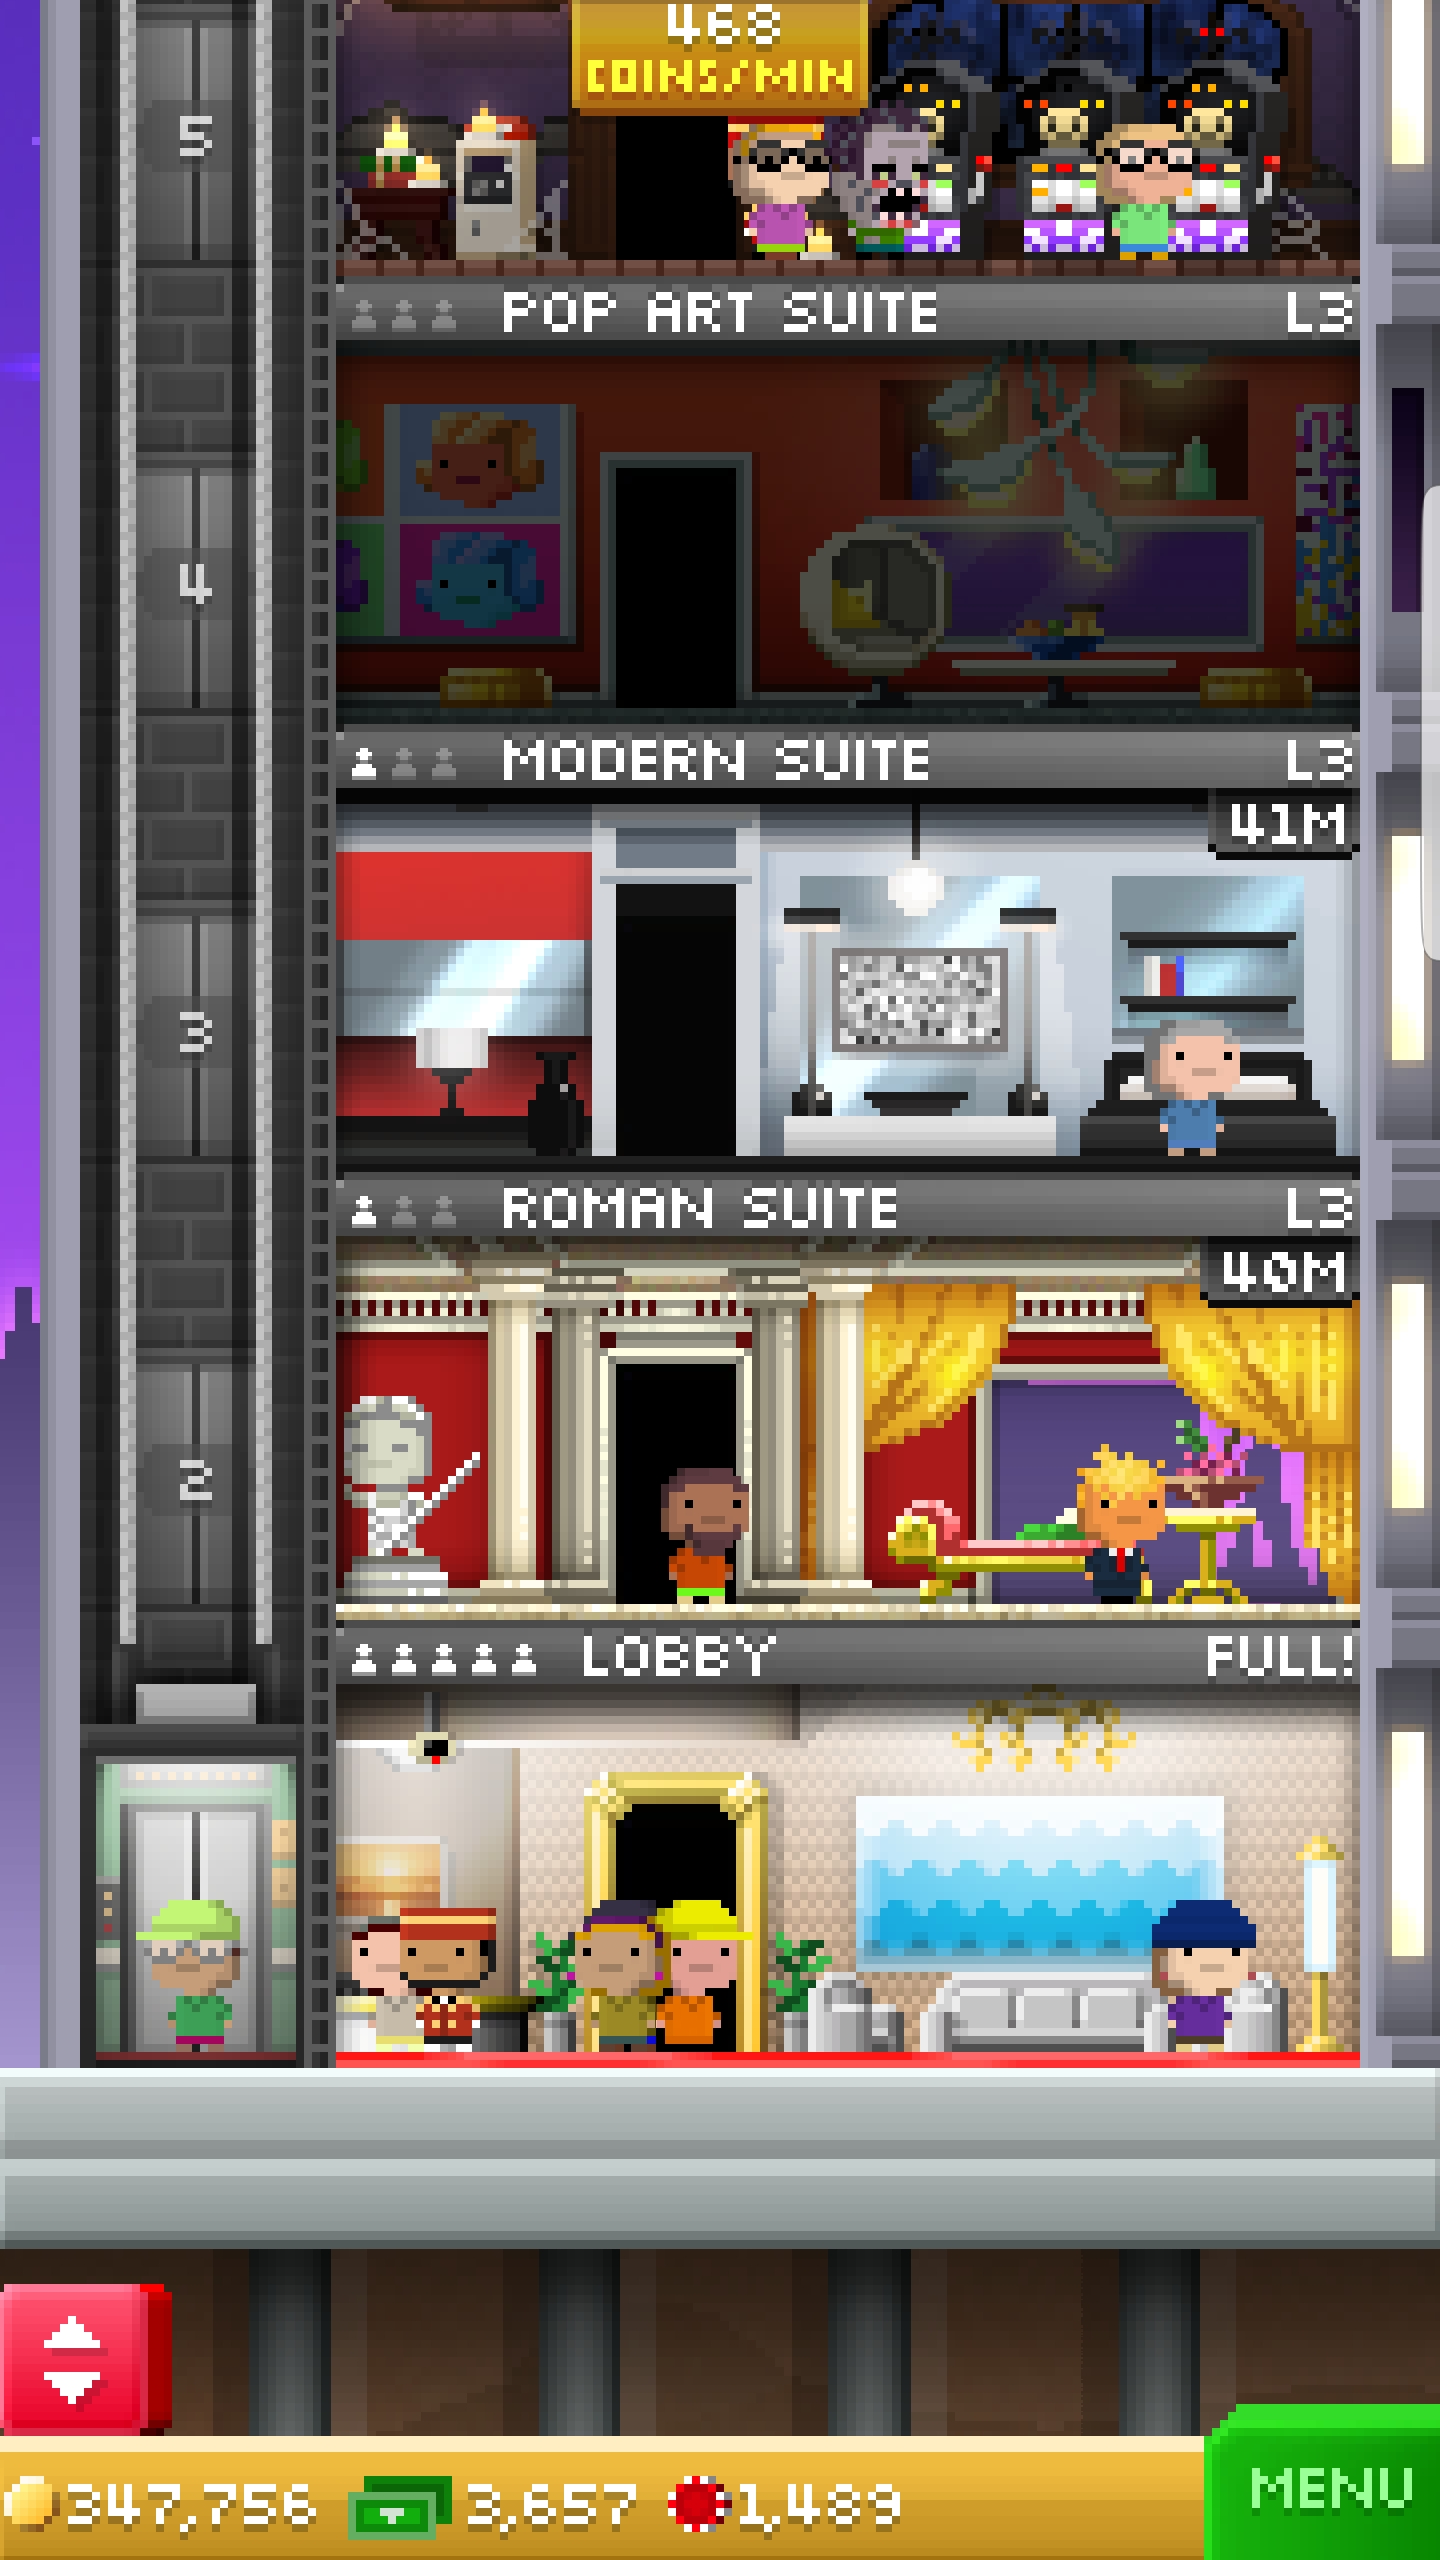 468
COINS/MIN
5
POP ART SUITE L3
4
MODERN SUITE L3
41M
3
ROMAN SUITE L3
40M
2
LOBBY FULL!
347,756 3,657 1,489 MENU